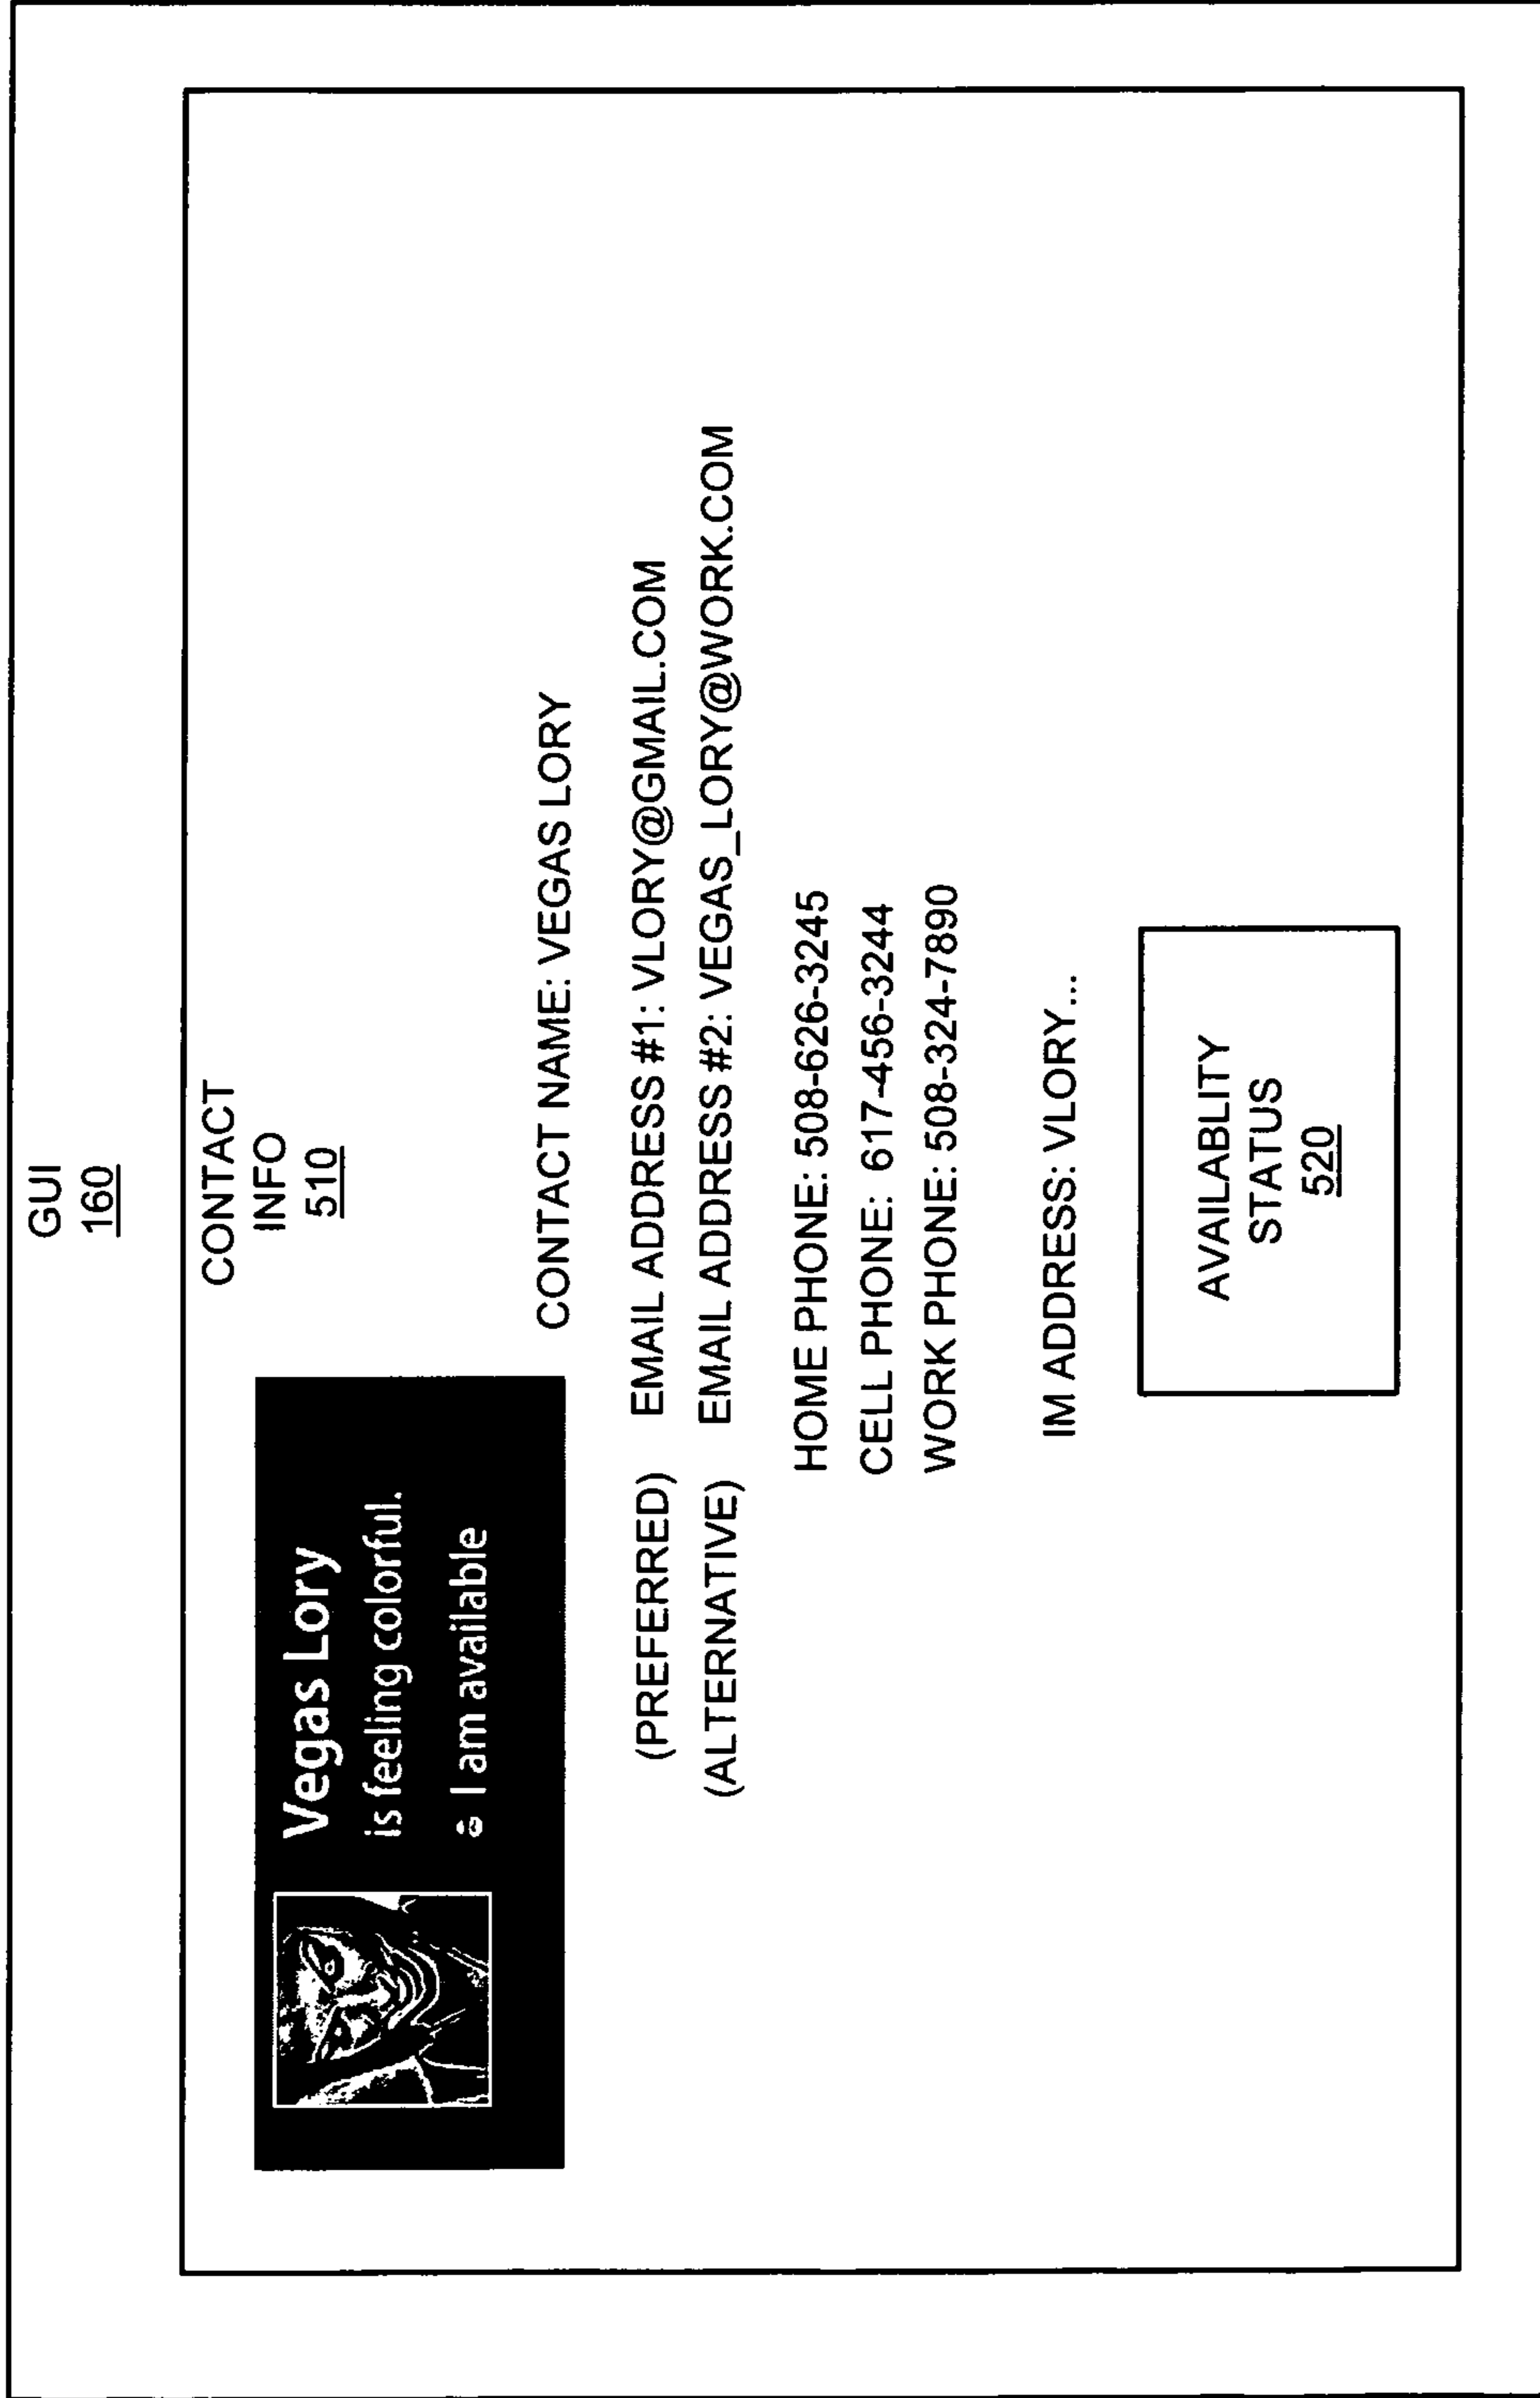 GUI
160
CONTACT
INFO
510
Vegas Lory
is feeling colorful.
I am available
CONTACT NAME: VEGAS LORY
(PREFERRED) EMAIL ADDRESS #1: VLORY@GMAIL.COM
(ALTERNATIVE) EMAIL ADDRESS #2: VEGAS_LORY@WORK.COM
HOME PHONE: 508-626-3245
CELL PHONE: 617-456-3244
WORK PHONE: 508-324-7890
IM ADDRESS: VLORY...
AVAILABLITY
STATUS
520